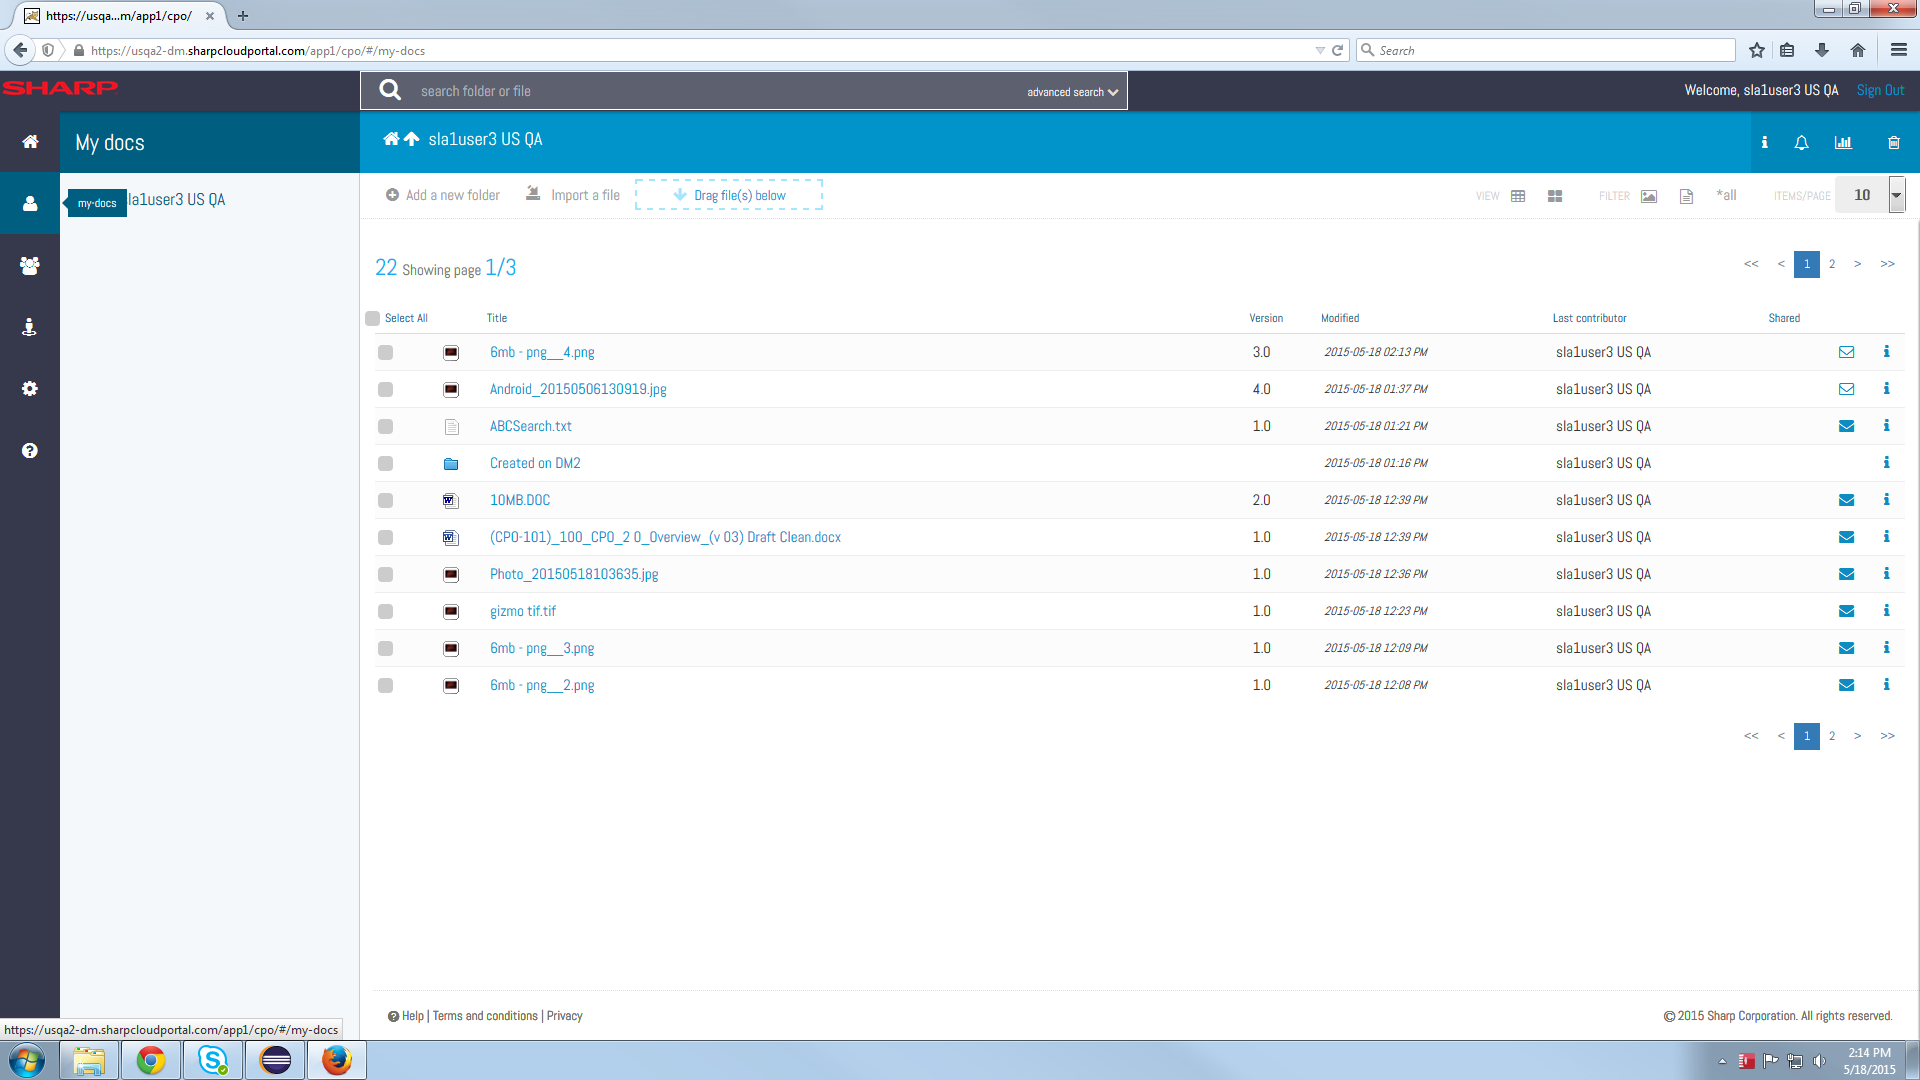 https://usqa...m/app1/cpo/
https://usqa2-dm.sharpcloudportal.com/app1/cpo/#/my-docs
Search
SHARP
search folder or file
advanced search
Welcome, sla1user3 US QA
Sign Out
My docs
sla1user3 US QA
my-docs
la1user3 US QA
Add a new folder
Import a file
Drag file(s) below
VIEW
FILTER
*all
ITEMS/PAGE
10
22 Showing page 1/3
<< < 1 2 > >>
Select All Title Version Modified Last contributor Shared
6mb - png__4.png 3.0 2015-05-18 02:13 PM sla1user3 US QA
Android_20150506130919.jpg 4.0 2015-05-18 01:37 PM sla1user3 US QA
ABCSearch.txt 1.0 2015-05-18 01:21 PM sla1user3 US QA
Created on DM2 2015-05-18 01:16 PM sla1user3 US QA
10MB.DOC 2.0 2015-05-18 12:39 PM sla1user3 US QA
(CPO-101)_100_CPO_2 0_Overview_(v 03) Draft Clean.docx 1.0 2015-05-18 12:39 PM sla1user3 US QA
Photo_20150518103635.jpg 1.0 2015-05-18 12:36 PM sla1user3 US QA
gizmo tif.tif 1.0 2015-05-18 12:23 PM sla1user3 US QA
6mb - png__3.png 1.0 2015-05-18 12:09 PM sla1user3 US QA
6mb - png__2.png 1.0 2015-05-18 12:08 PM sla1user3 US QA
<< < 1 2 > >>
Help | Terms and conditions | Privacy
© 2015 Sharp Corporation. All rights reserved.
https://usqa2-dm.sharpcloudportal.com/app1/cpo/#/my-docs
2:14 PM
5/18/2015